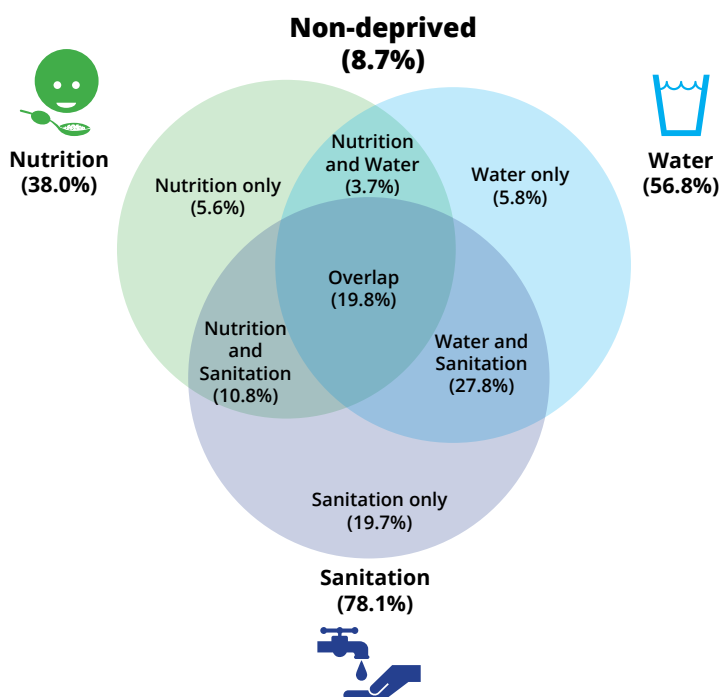 Non-deprived
(8.7%)
Nutrition
(38.0%)
Water
(56.8%)
Nutrition only
(5.6%)
Nutrition
and Water
(3.7%)
Water only
(5.8%)
Overlap
(19.8%)
Nutrition
and
Sanitation
(10.8%)
Water and
Sanitation
(27.8%)
Sanitation only
(19.7%)
Sanitation
(78.1%)